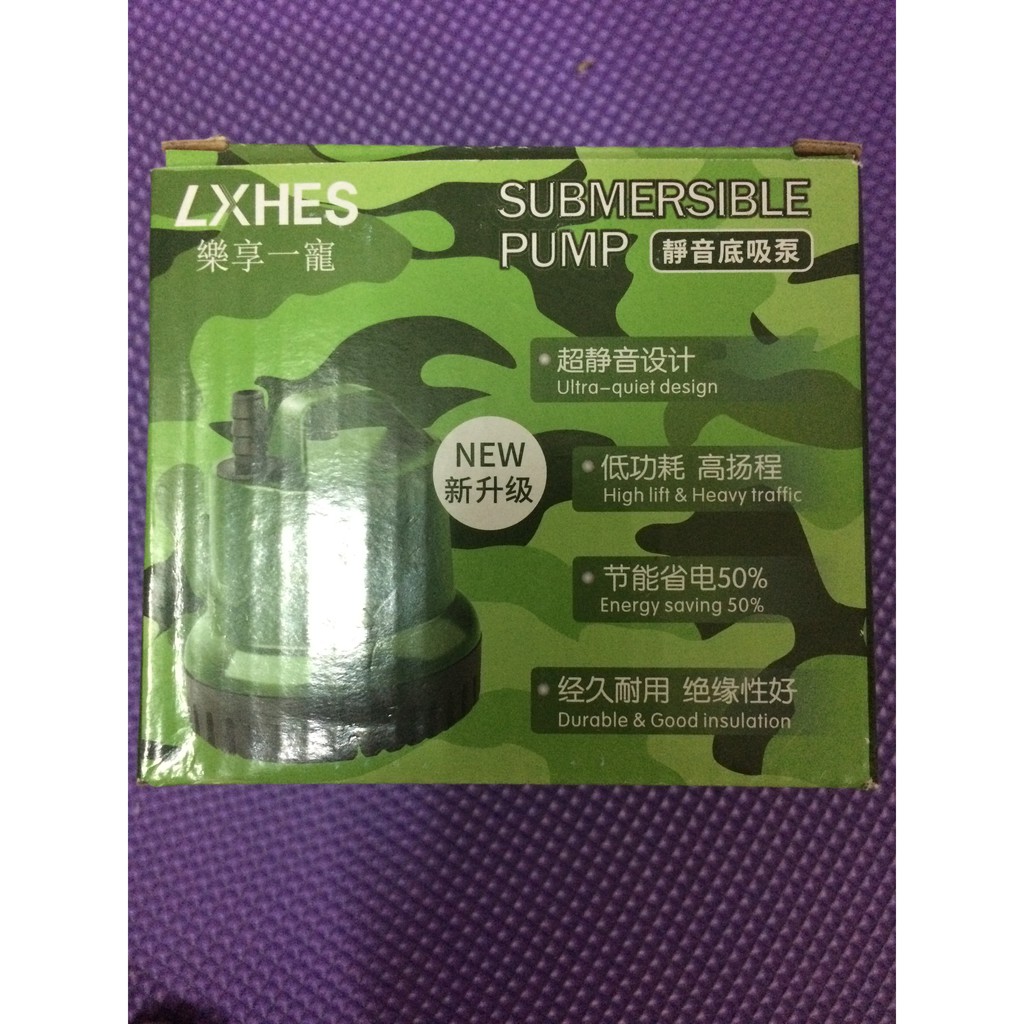 LXHES
樂享一寵
SUBMERSIBLE
PUMP 靜音底吸泵
超静音设计
Ultra-quiet design
NEW
新升级
低功耗 高扬程
High lift & Heavy traffic
节能省电50%
Energy saving 50%
经久耐用 绝缘性好
Durable & Good insulation